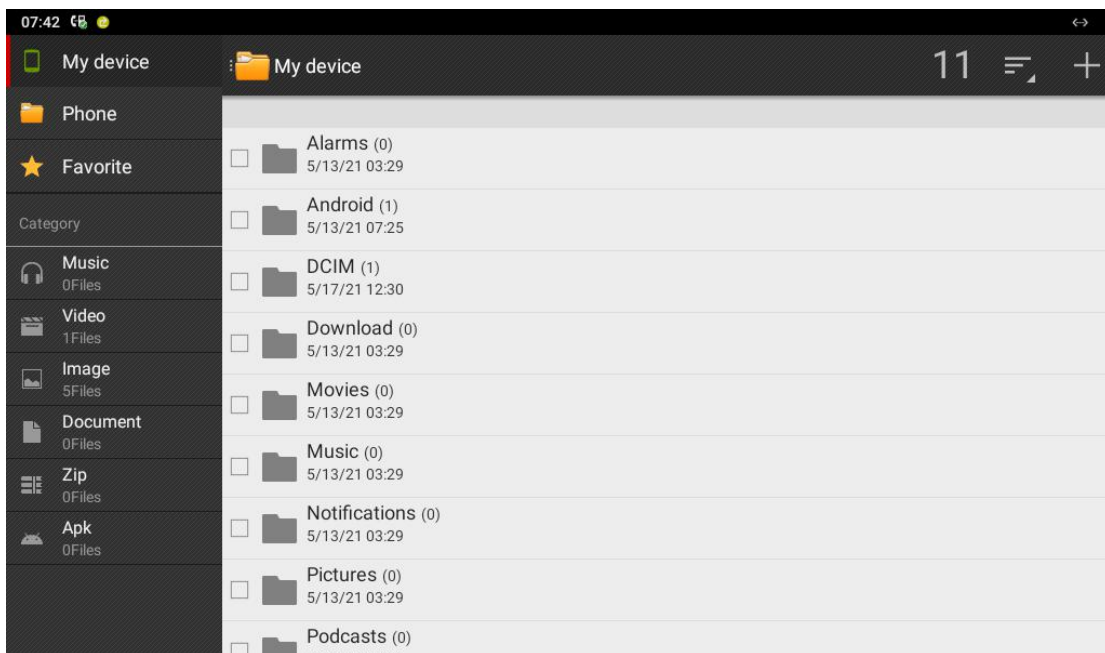 07:42
My device
Phone
Favorite
Category
Music
0Files
Video
1Files
Image
5Files
Document
0Files
Zip
0Files
Apk
0Files
My device
11
Alarms (0)
5/13/21 03:29
Android (1)
5/13/21 07:25
DCIM (1)
5/17/21 12:30
Download (0)
5/13/21 03:29
Movies (0)
5/13/21 03:29
Music (0)
5/13/21 03:29
Notifications (0)
5/13/21 03:29
Pictures (0)
5/13/21 03:29
Podcasts (0)